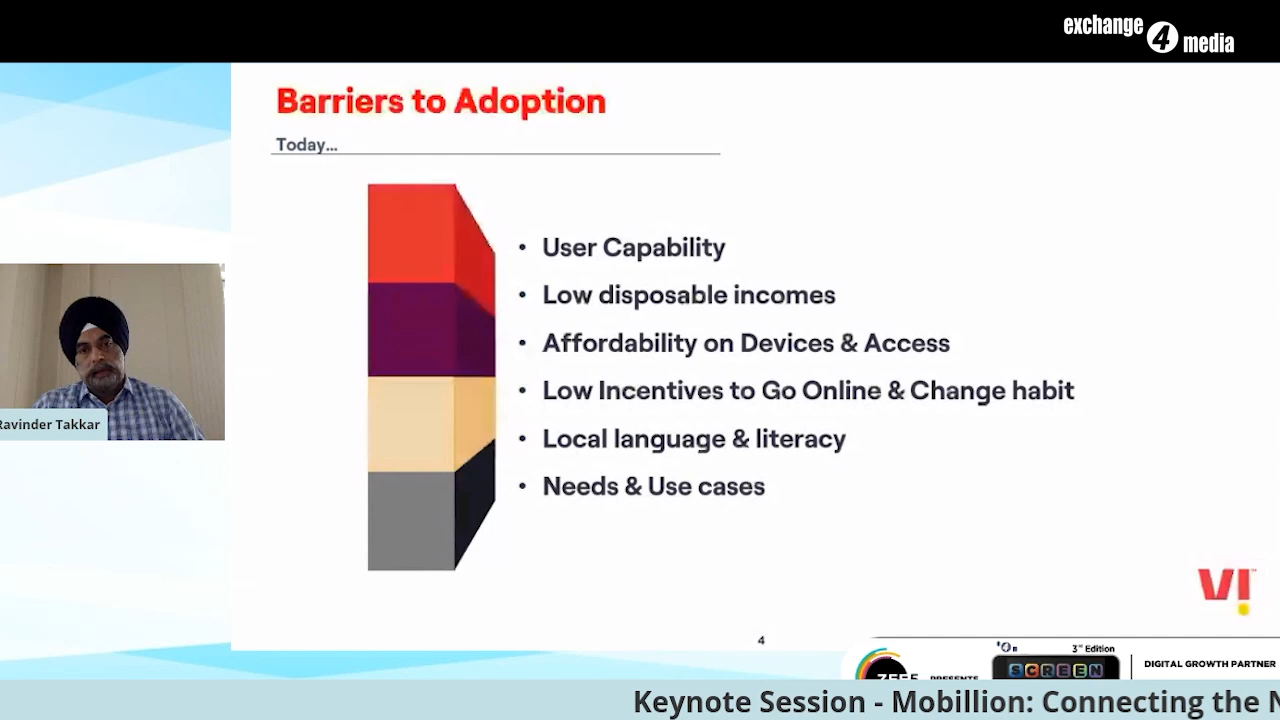 exchange
4
media
Barriers to Adoption
Today...
• User Capability
• Low disposable incomes
• Affordability on Devices & Access
• Low Incentives to Go Online & Change habit
• Local language & literacy
• Needs & Use cases
Ravinder Takkar
VI
4
3rd Edition
SCREEN
DIGITAL GROWTH PARTNER
Keynote Session - Mobillion: Connecting the